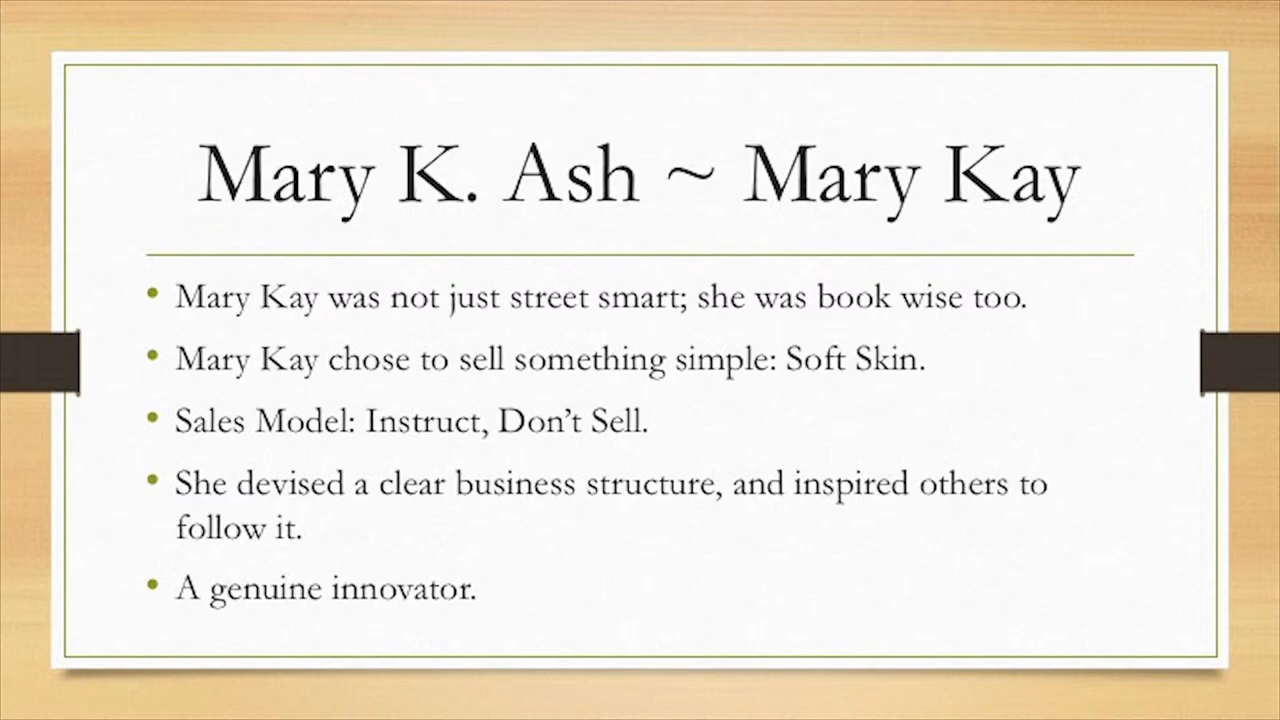 Mary K. Ash ~ Mary Kay
• Mary Kay was not just street smart; she was book wise too.
• Mary Kay chose to sell something simple: Soft Skin.
• Sales Model: Instruct, Don’t Sell.
• She devised a clear business structure, and inspired others to
follow it.
• A genuine innovator.